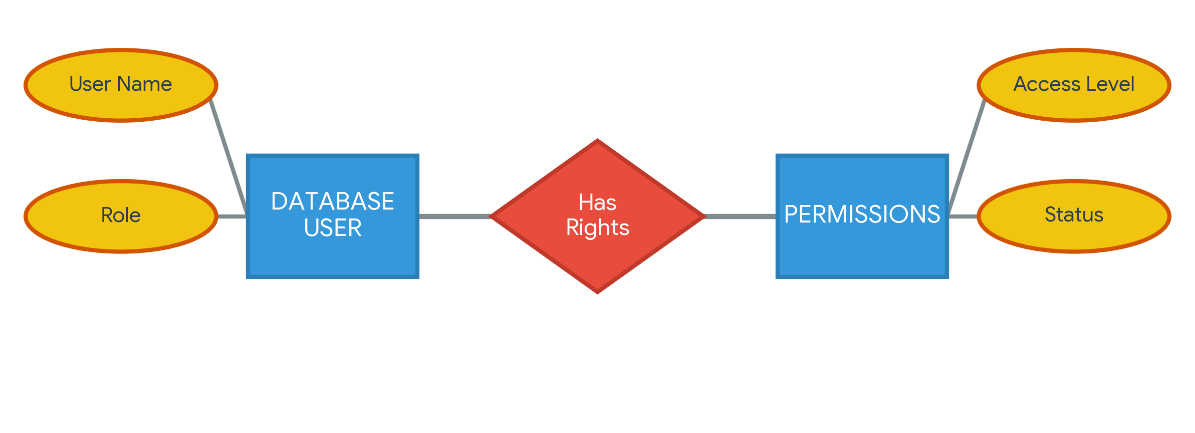 User Name
Role
DATABASE
USER
Has
Rights
PERMISSIONS
Access Level
Status